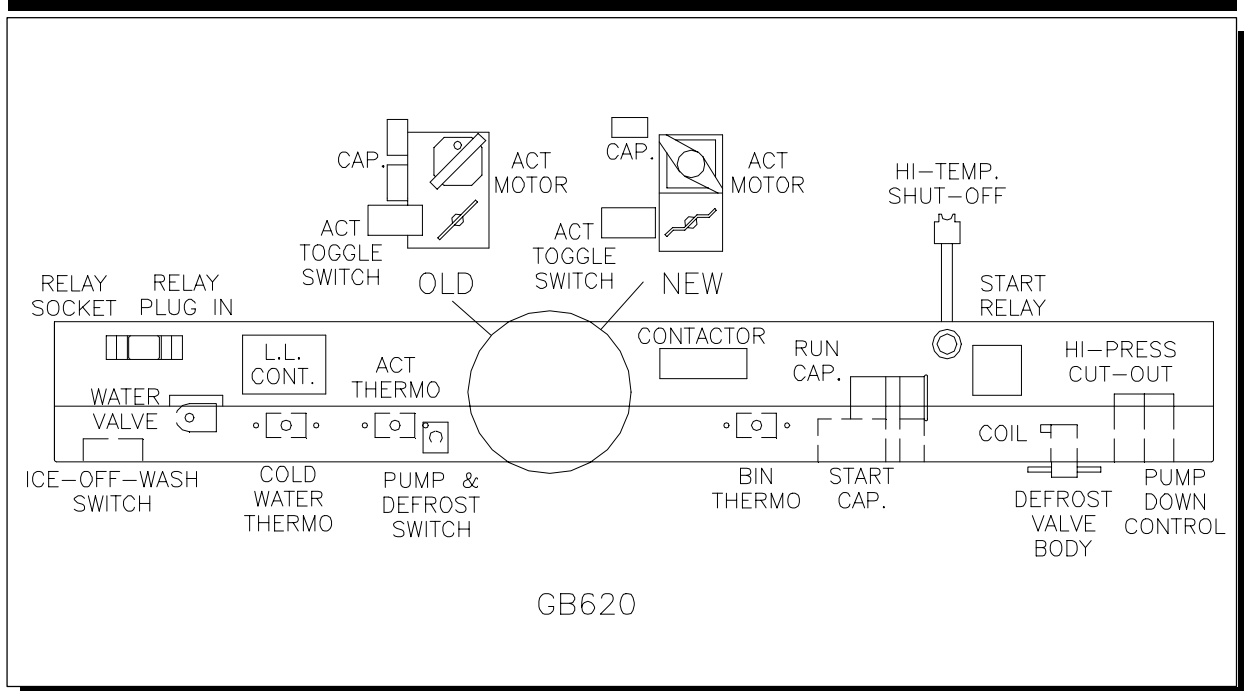 CAP.
ACT
MOTOR
ACT
TOGGLE
SWITCH
OLD
CAP.
ACT
MOTOR
ACT
TOGGLE
SWITCH
NEW
HI-TEMP.
SHUT-OFF
START
RELAY
RELAY
SOCKET
RELAY
PLUG IN
L.L.
CONT.
ACT
THERMO
CONTACTOR
RUN
CAP.
HI-PRESS
CUT-OUT
WATER
VALVE
COIL
ICE-OFF-WASH
SWITCH
COLD
WATER
THERMO
PUMP &
DEFROST
SWITCH
BIN
THERMO
START
CAP.
DEFROST
VALVE
BODY
PUMP
DOWN
CONTROL
GB620